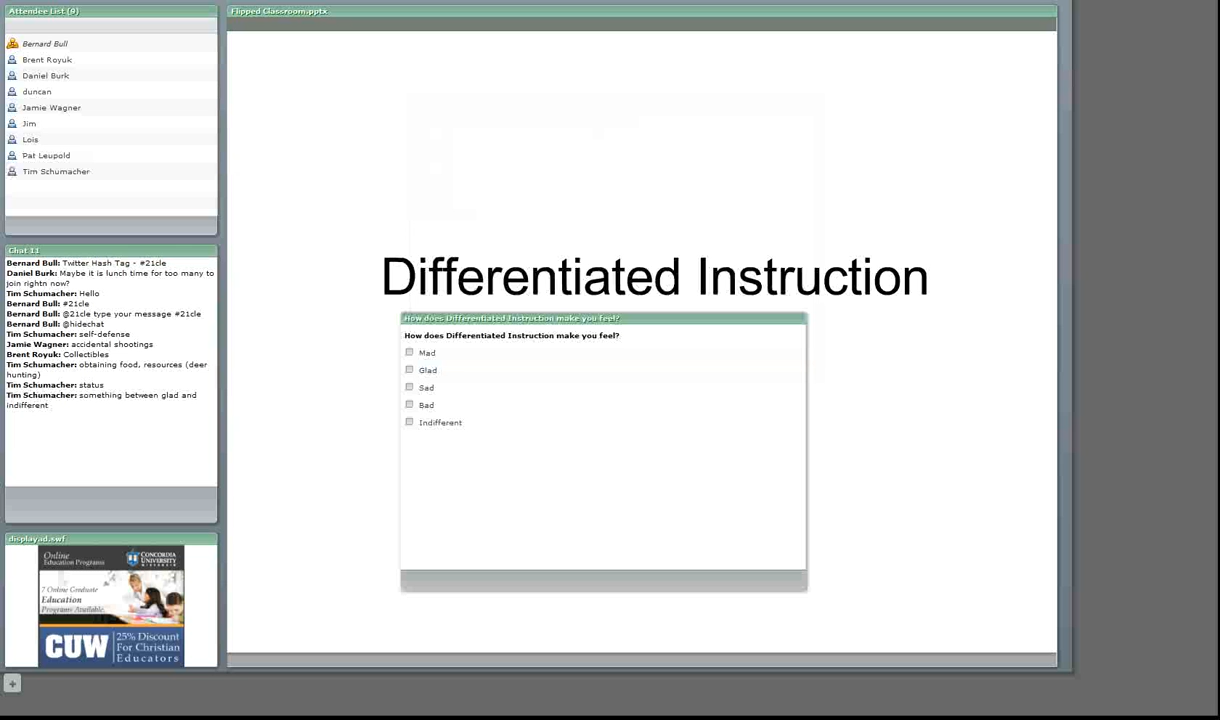 Attendee List (9)
Bernard Bull
Brent Royuk
Daniel Burk
duncan
Jamie Wagner
Jim
Lois
Pat Leupold
Tim Schumacher
Chat 11
Bernard Bull: Twitter Hash Tag - #21cle
Daniel Burk: Maybe it is lunch time for too many to
join rightn now?
Tim Schumacher: Hello
Bernard Bull: #21cle
Bernard Bull: @21cle type your message #21cle
Bernard Bull: @hidechat
Tim Schumacher: self-defense
Jamie Wagner: accidental shootings
Brent Royuk: Collectibles
Tim Schumacher: obtaining food, resources (deer
hunting)
Tim Schumacher: status
Tim Schumacher: something between glad and
indifferent
displayad.swf
Online
Education Programs
CONCORDIA
UNIVERSITY
7 Online Graduate
Education
Programs Available.
CUW
25% Discount
For Christian
Educators
Flipped Classroom.pptx
Differentiated Instruction
How does Differentiated Instruction make you feel?
How does Differentiated Instruction make you feel?
Mad
Glad
Sad
Bad
Indifferent